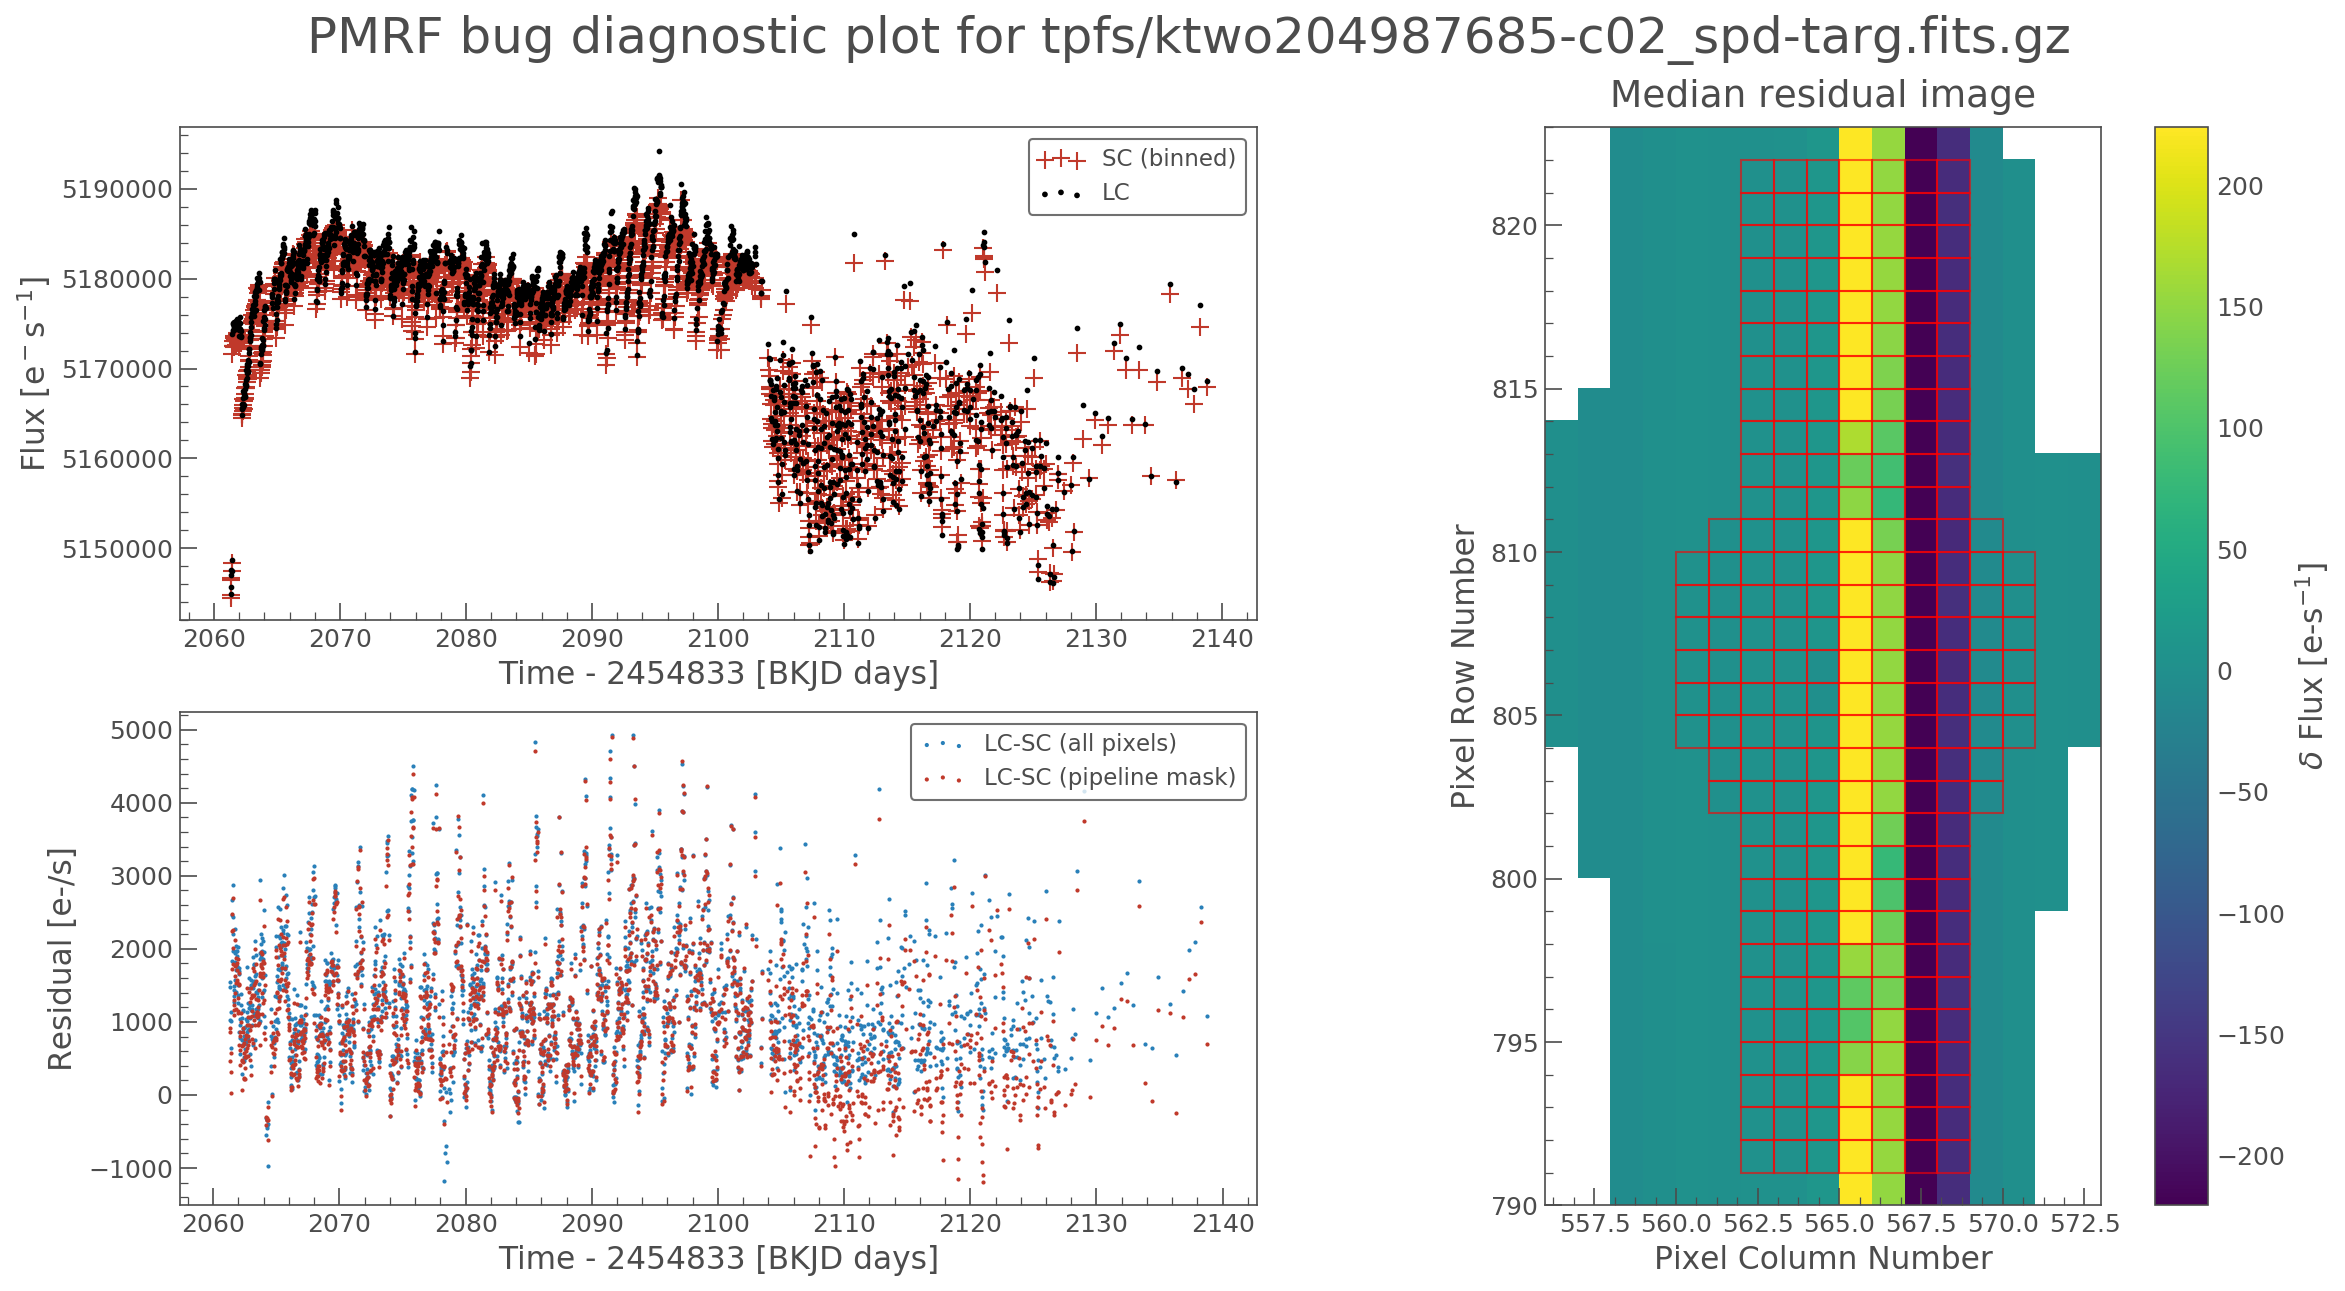 PMRF bug diagnostic plot for tpfs/ktwo204987685-c02_spd-targ.fits.gz
SC (binned)
LC
5190000
5180000
5170000
5160000
5150000
Flux [e⁻ s⁻¹]
2060 2070 2080 2090 2100 2110 2120 2130 2140
Time - 2454833 [BKJD days]
LC-SC (all pixels)
LC-SC (pipeline mask)
5000
4000
3000
2000
1000
0
−1000
Residual [e-/s]
2060 2070 2080 2090 2100 2110 2120 2130 2140
Time - 2454833 [BKJD days]
Median residual image
820
815
810
805
800
795
790
Pixel Row Number
557.5 560.0 562.5 565.0 567.5 570.0 572.5
Pixel Column Number
200
150
100
50
0
−50
−100
−150
−200
δ Flux [e-s⁻¹]